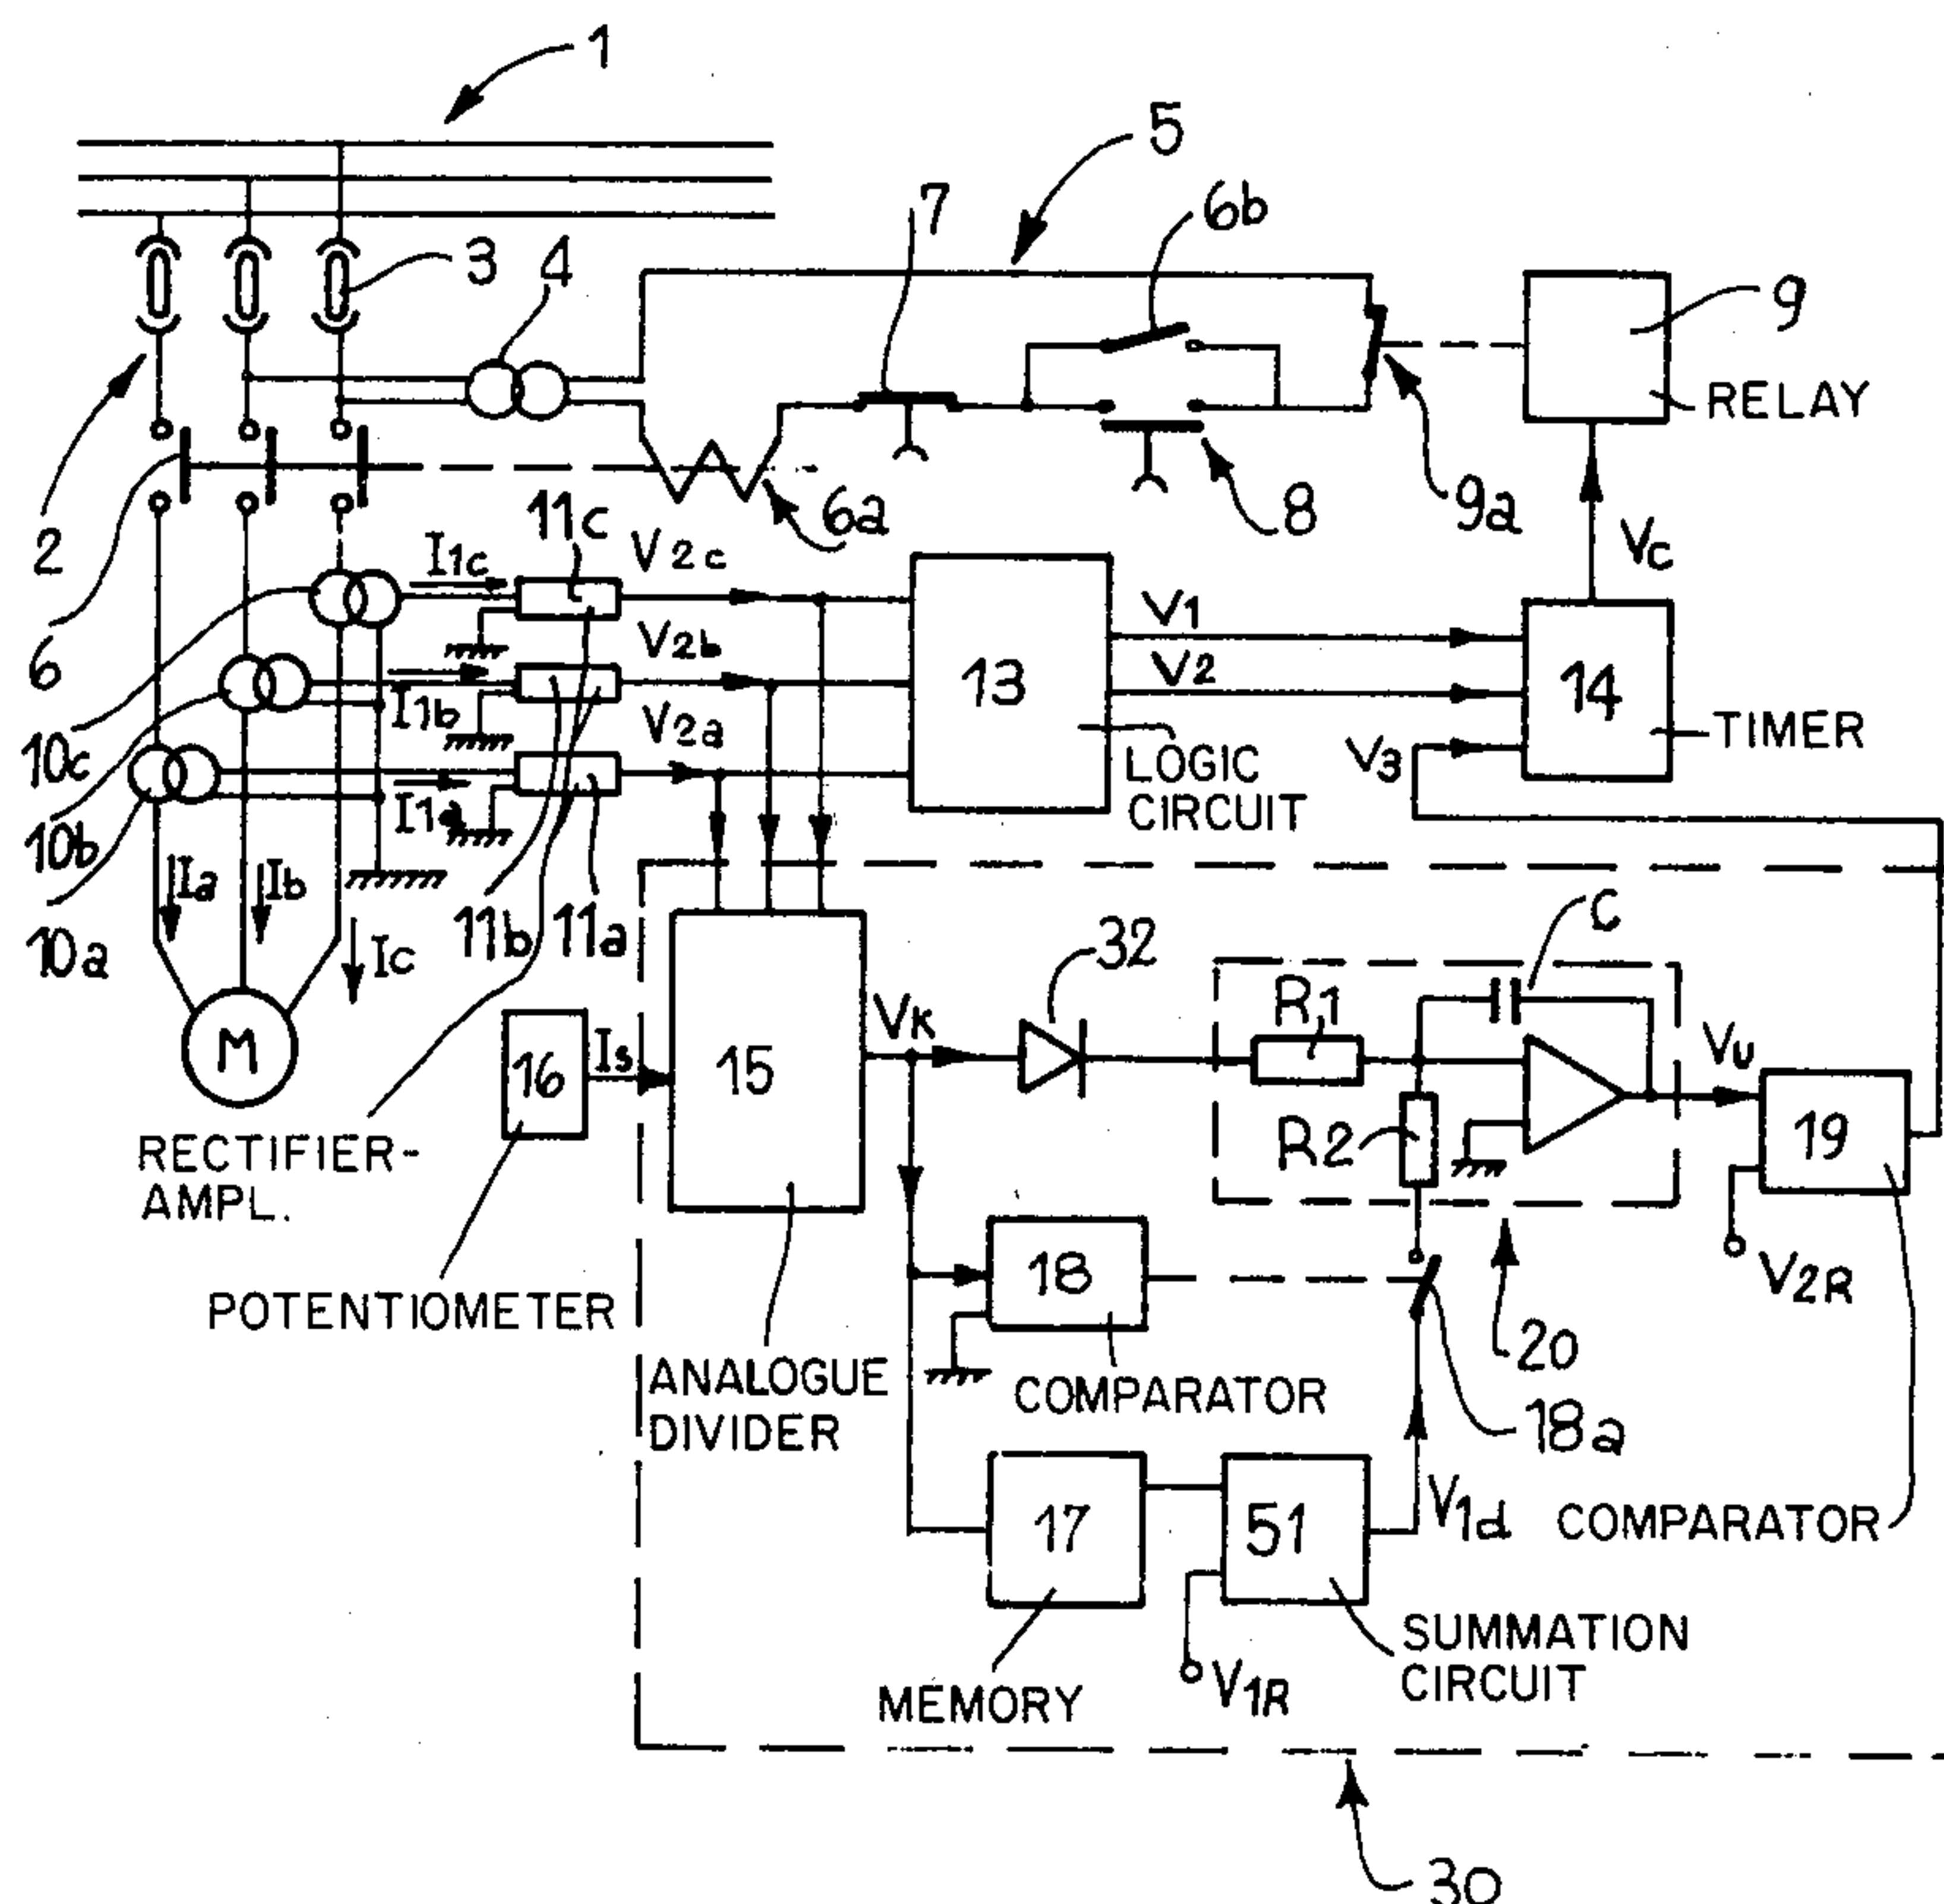 1
5
7
6b
3
4
9
RELAY
2
6
6a
8
9a
11c
I1c
V2c
Vc
V2b
V1
13
V2
14
I1b
V2a
TIMER
10c
V3
LOGIC
CIRCUIT
I1a
10b
Ia
Ib
10a
Ic
11b
11a
C
32
M
16
Is
15
VK
R1
VU
R2
19
RECTIFIER-
AMPL.
V2R
18
POTENTIOMETER
20
ANALOGUE
DIVIDER
COMPARATOR
18a
17
51
V1d
COMPARATOR
SUMMATION
CIRCUIT
MEMORY
V1R
30